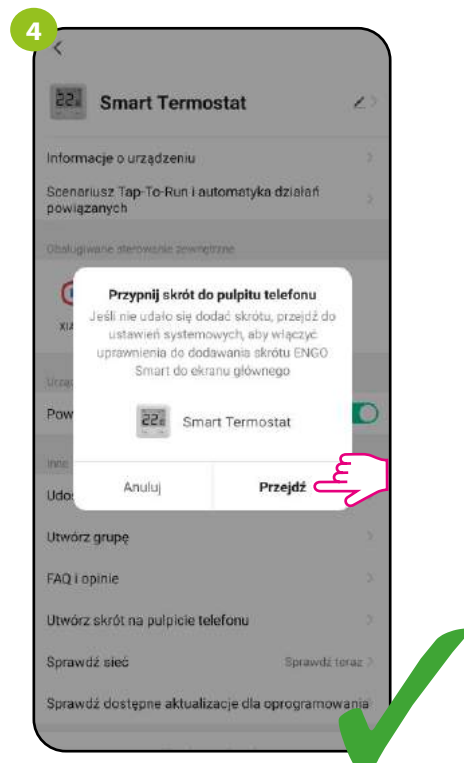 4
Smart Termostat
Informacje o urządzeniu
Scenariusz Tap-To-Run i automatyka działań
powiązanych
Obsługiwane sterowanie zewnętrzne
Przypnij skrót do pulpitu telefonu
Jeśli nie udało się dodać skrótu, przejdź do
ustawień systemowych, aby włączyć
uprawnienia do dodawania skrótu ENGO
Smart do ekranu głównego
Smart Termostat
Pow
Inne
Anuluj
Przejdź
Udo
Utwórz grupę
FAQ i opinie
Utwórz skrót na pulpicie telefonu
Sprawdź sieć
Sprawdź teraz
Sprawdź dostępne aktualizacje dla oprogramowania